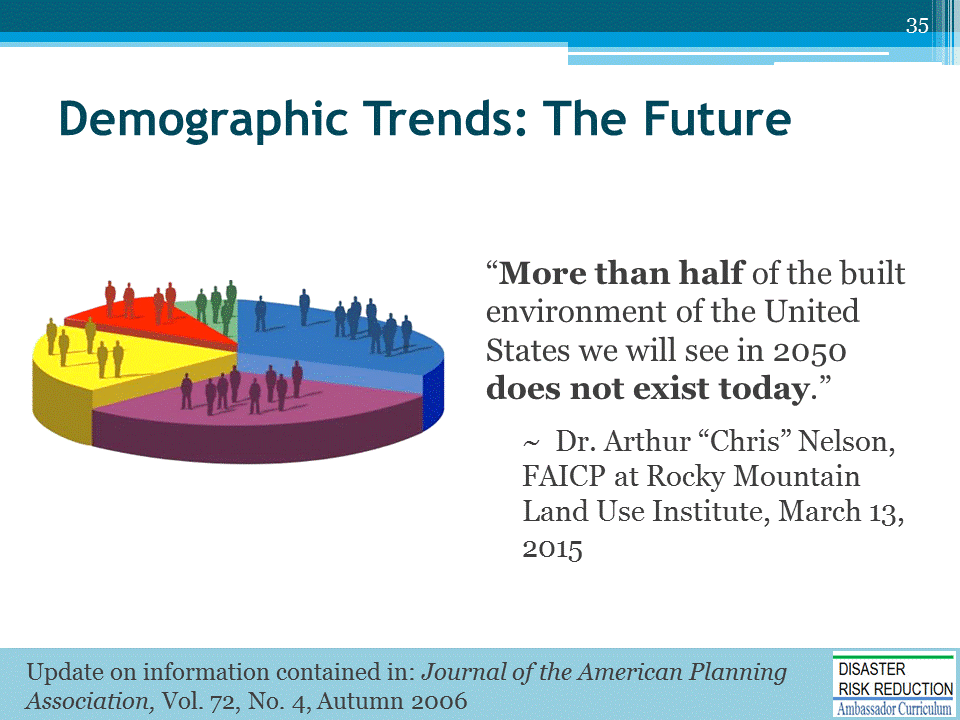 35
Demographic Trends: The Future
“More than half of the built
environment of the United
States we will see in 2050
does not exist today.”
~ Dr. Arthur “Chris” Nelson,
FAICP at Rocky Mountain
Land Use Institute, March 13,
2015
Update on information contained in: Journal of the American Planning
Association, Vol. 72, No. 4, Autumn 2006
DISASTER
RISK REDUCTION
Ambassador Curriculum